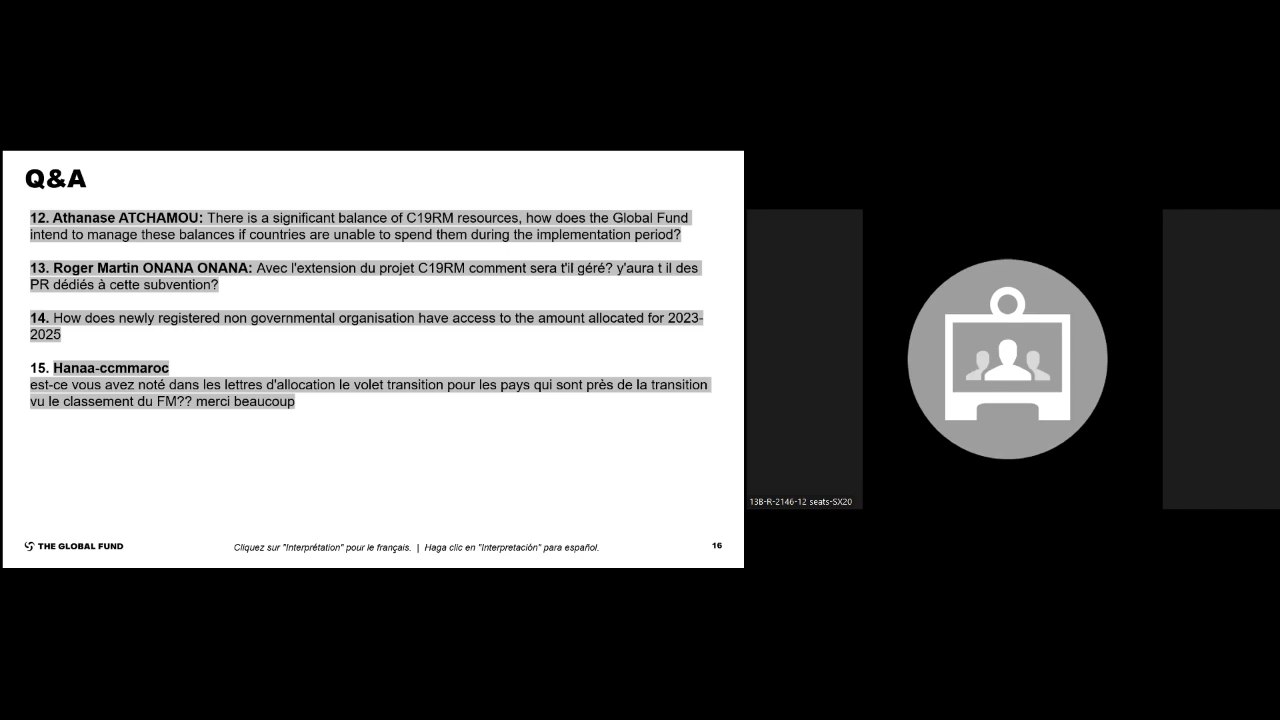 Q&A
12. Athanase ATCHAMOU: There is a significant balance of C19RM resources, how does the Global Fund
intend to manage these balances if countries are unable to spend them during the implementation period?
13. Roger Martin ONANA ONANA: Avec l'extension du projet C19RM comment sera t'il géré? y'aura t il des
PR dédiés à cette subvention?
14. How does newly registered non governmental organisation have access to the amount allocated for 2023-
2025
15. Hanaa-ccmmaroc
est-ce vous avez noté dans les lettres d'allocation le volet transition pour les pays qui sont près de la transition
vu le classement du FM?? merci beaucoup
THE GLOBAL FUND
Cliquez sur "Interprétation" pour le français. | Haga clic en "Interpretación" para español.
16
13B-R-2146-12 seats-SX20